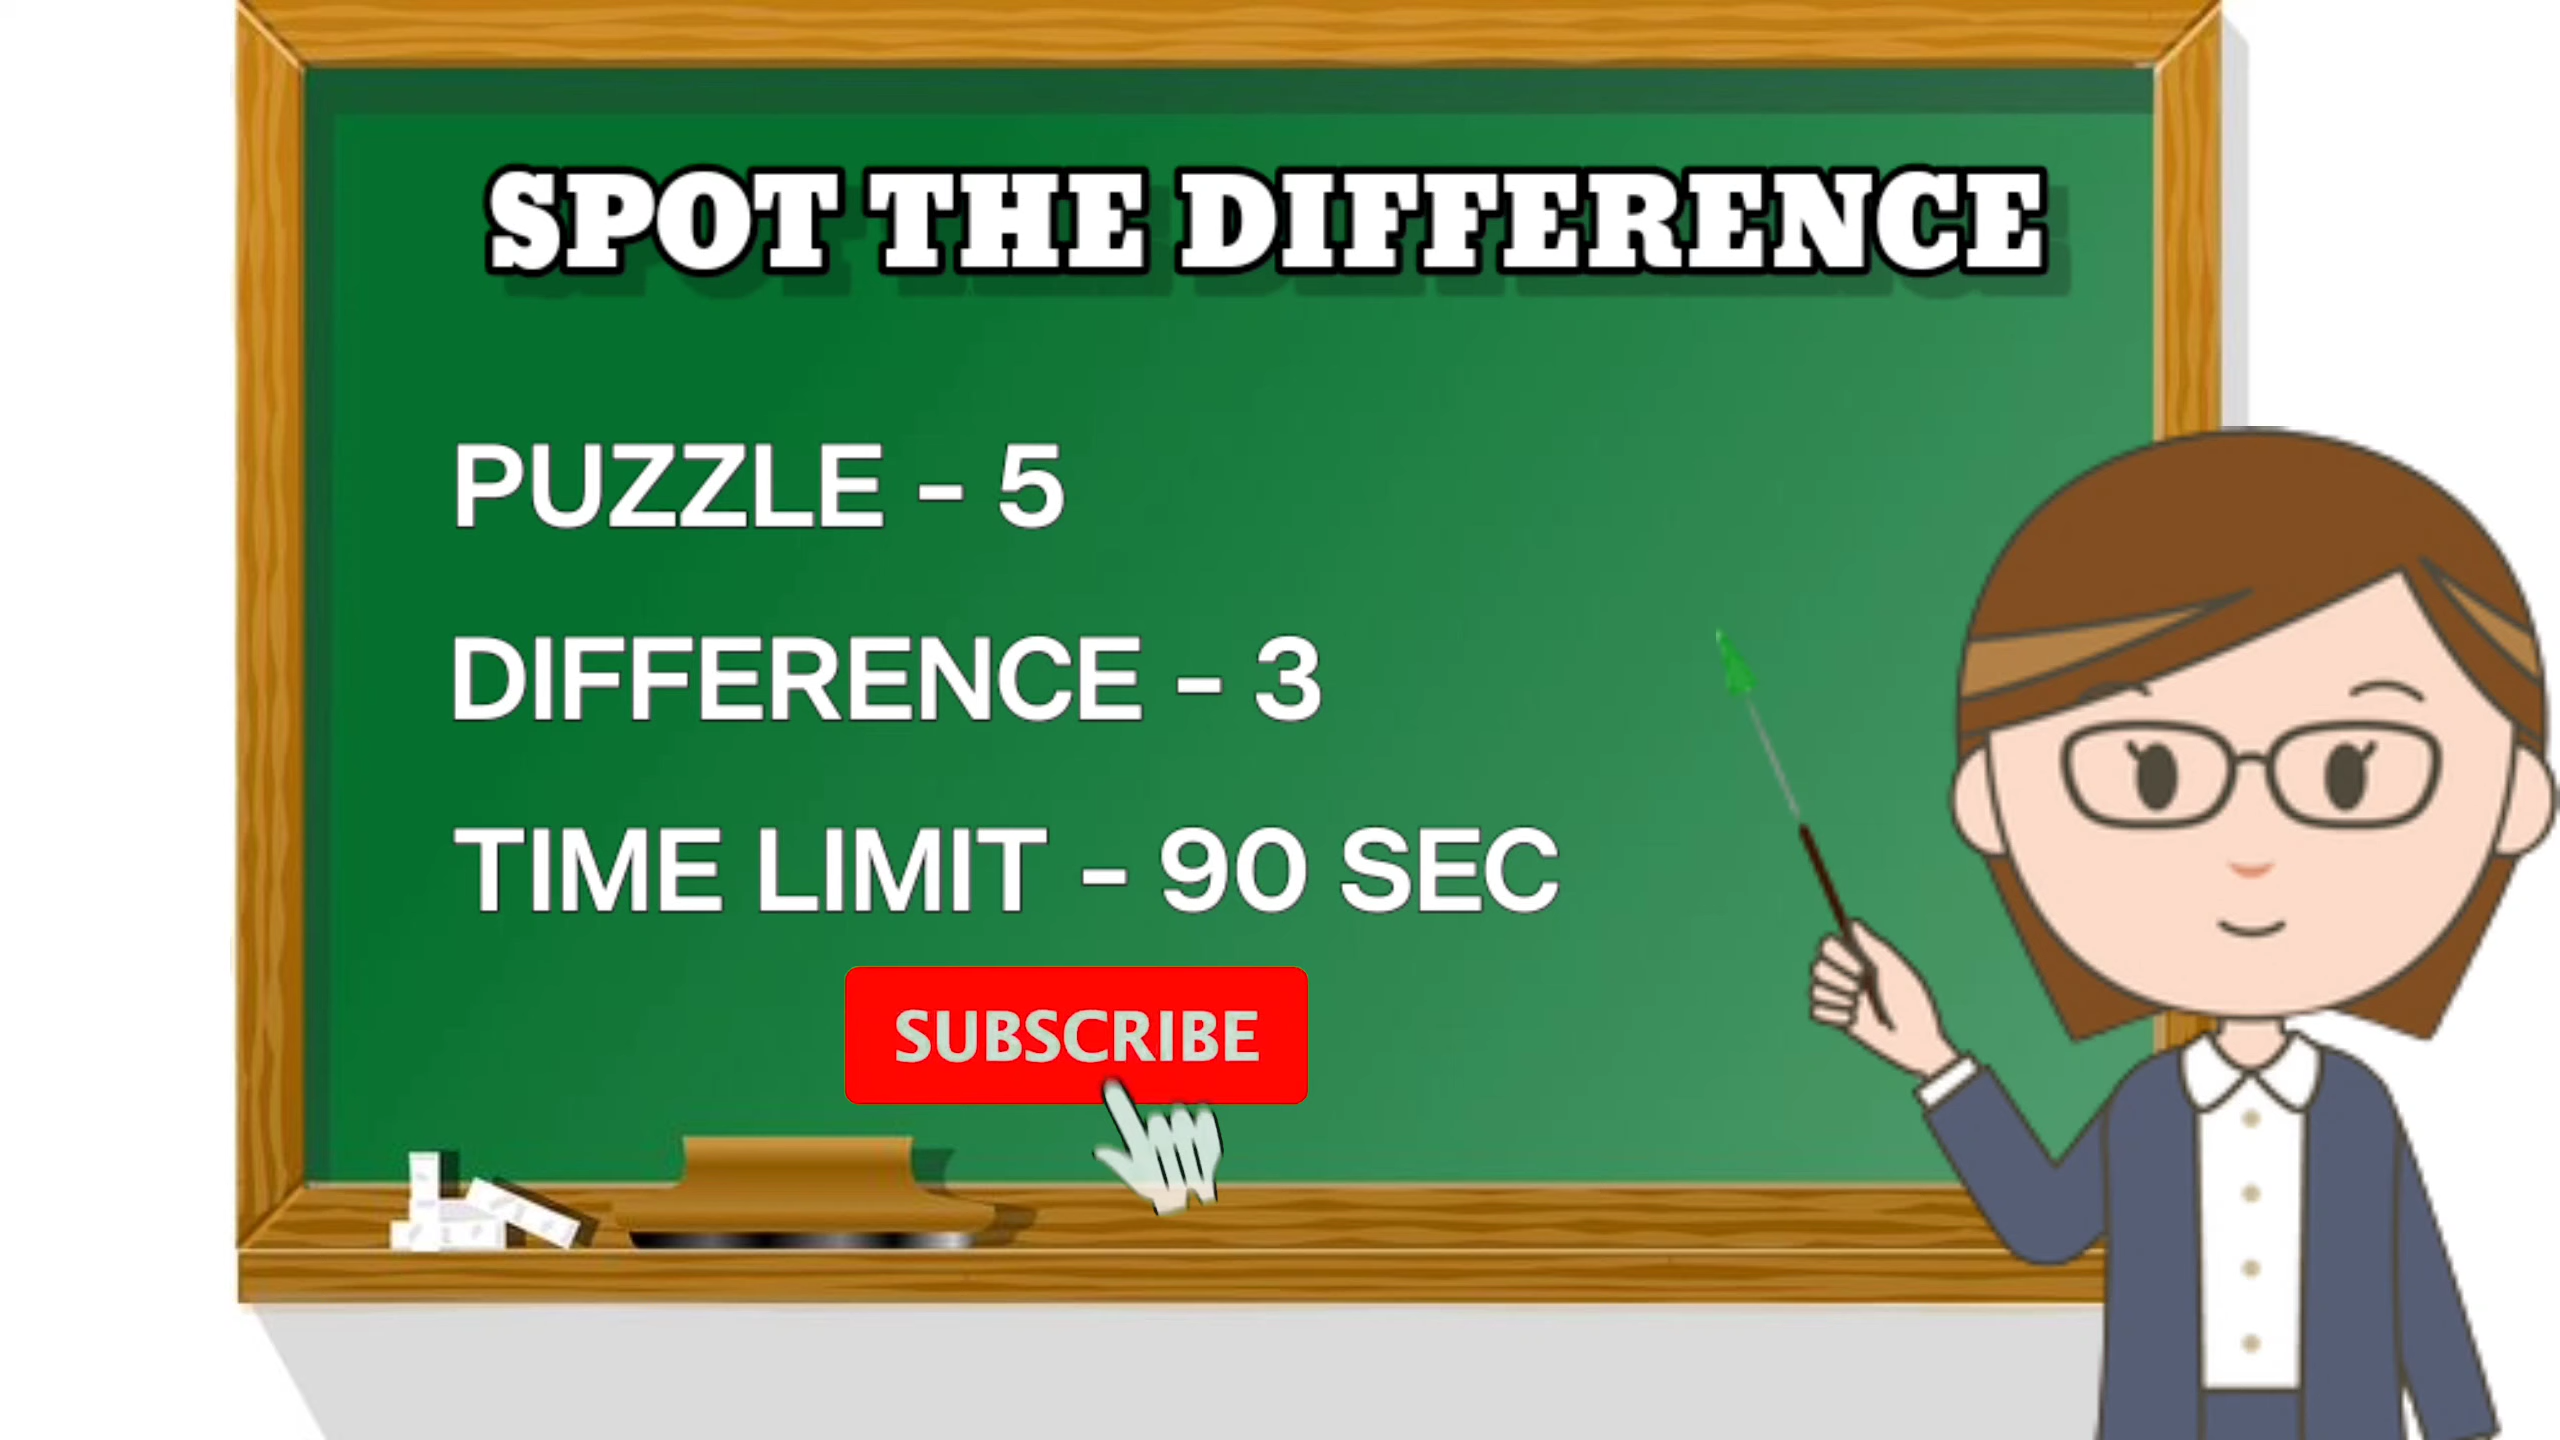 SPOT THE DIFFERENCE
PUZZLE - 5
DIFFERENCE - 3
TIME LIMIT - 90 SEC
SUBSCRIBE